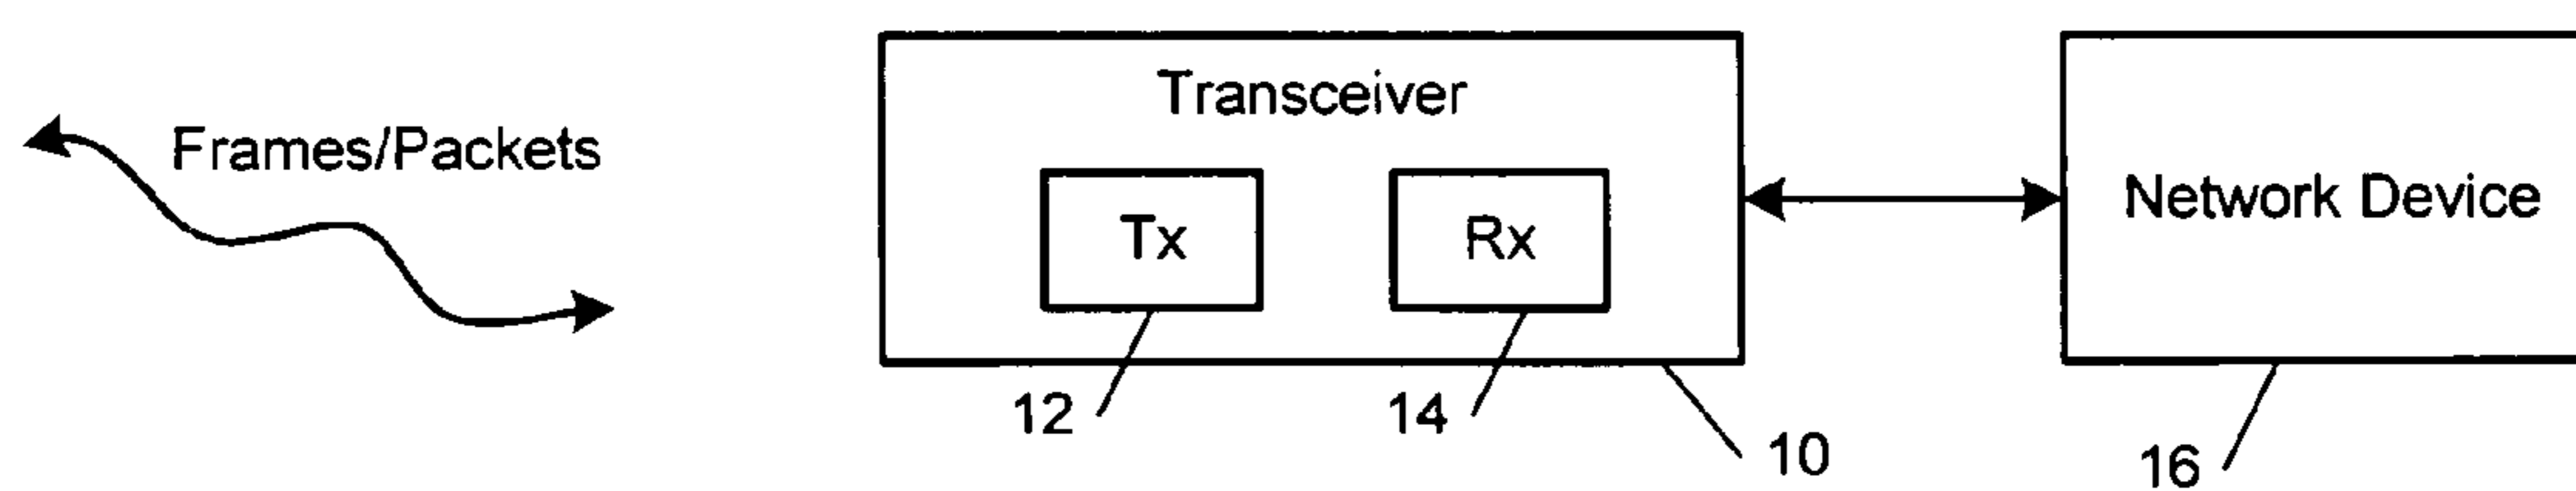 Transceiver
Frames/Packets
Tx
Rx
Network Device
12
14
10
16